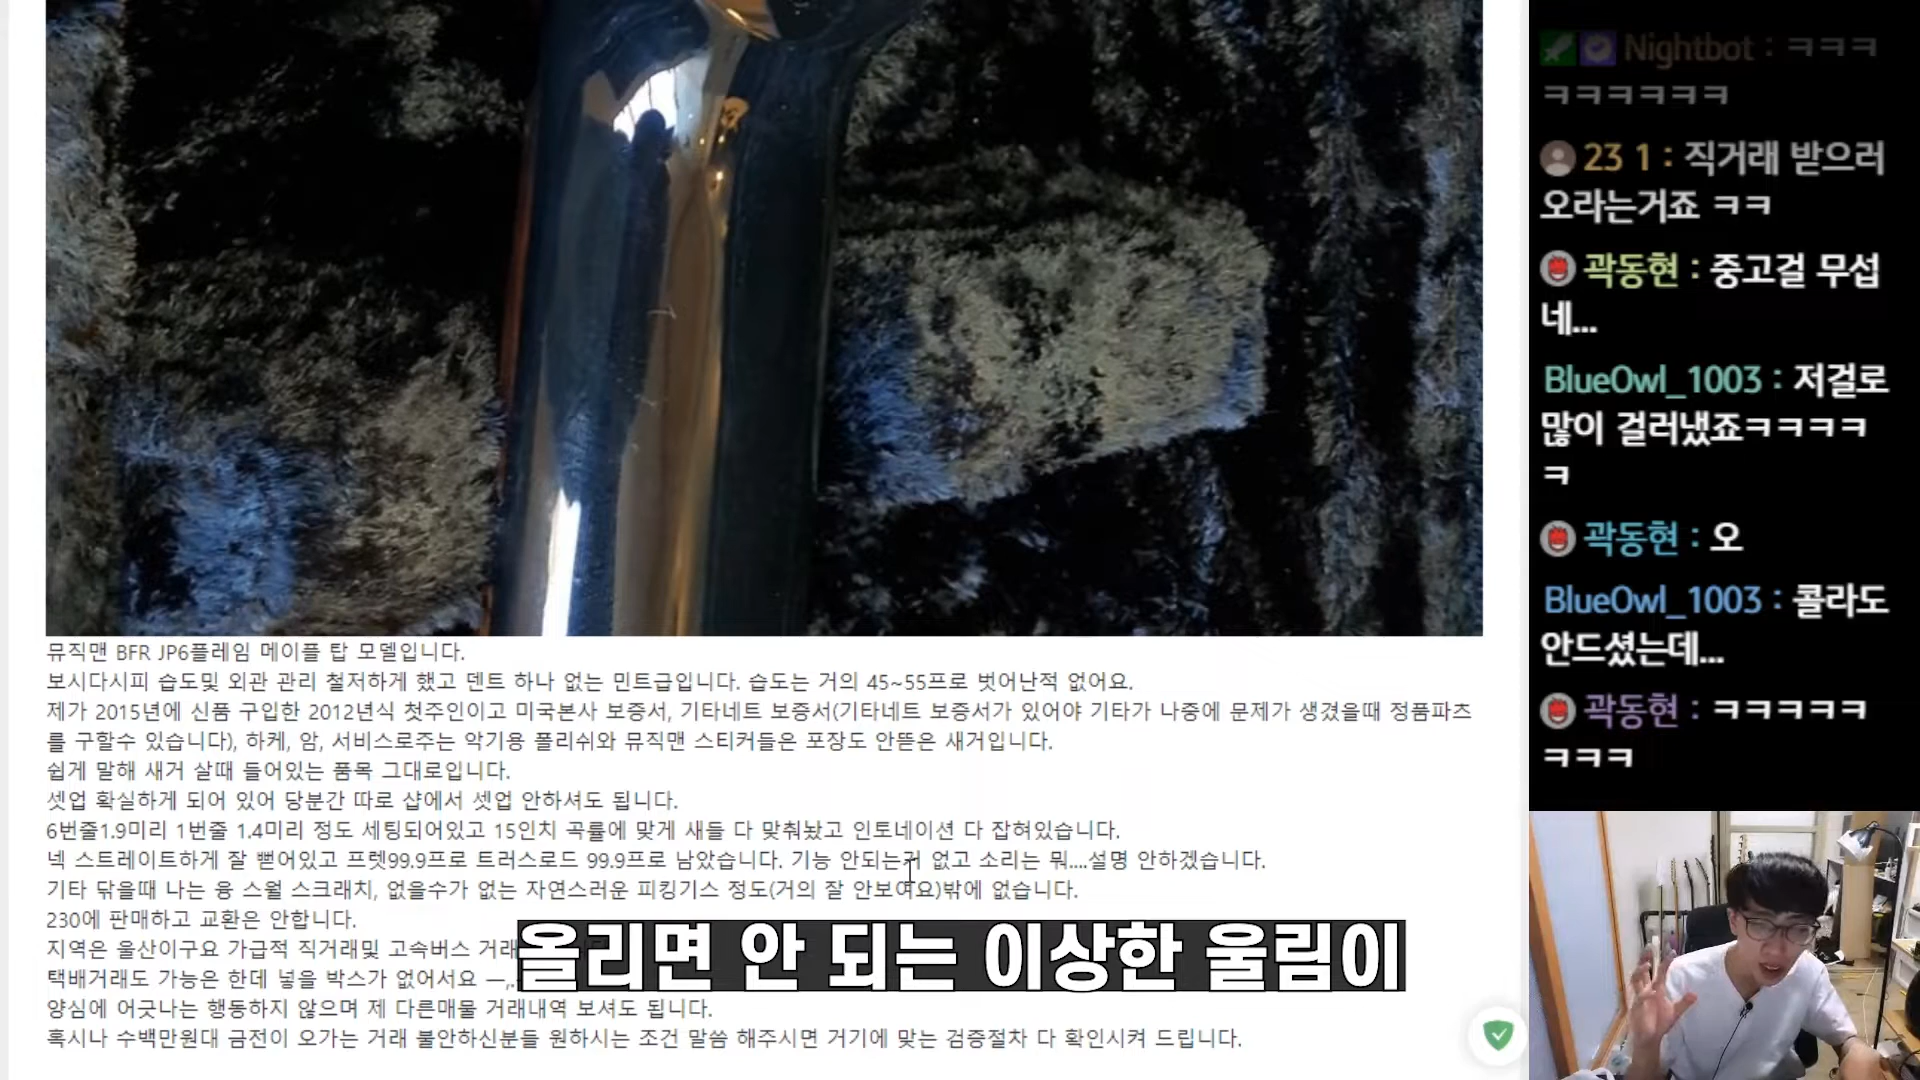 뮤직맨 BFR JP6플레임 메이플 탑 모델입니다.
보시다시피 습도및 외관 관리 철저하게 했고 덴트 하나 없는 민트급입니다. 습도는 거의 45~55프로 벗어난적 없어요.
제가 2015년에 신품 구입한 2012년식 첫주인이고 미국본사 보증서, 기타네트 보증서(기타네트 보증서가 있어야 기타가 나중에 문제가 생겼을때 정품파츠
를 구할수 있습니다), 하케, 암, 서비스로주는 악기용 폴리쉬와 뮤직맨 스티커들은 포장도 안뜯은 새거입니다.
쉽게 말해 새거 살때 들어있는 품목 그대로입니다.
셋업 확실하게 되어 있어 당분간 따로 샵에서 셋업 안하셔도 됩니다.
6번줄1.9미리 1번줄 1.4미리 정도 세팅되어있고 15인치 곡률에 맞게 새들 다 맞춰놨고 인토네이션 다 잡혀있습니다.
넥 스트레이트하게 잘 뻗어있고 프렛99.9프로 트러스로드 99.9프로 남았습니다. 기능 안되는거 없고 소리는 뭐....설명 안하겠습니다.
기타 닦을때 나는 융 스월 스크래치, 없을수가 없는 자연스러운 피킹기스 정도(거의 잘 안보여요)밖에 없습니다.
230에 판매하고 교환은 안합니다.
지역은 울산이구요 가급적 직거래및 고속버스 거래
택배거래도 가능은 한데 넣을 박스가 없어서요 ㅡ,.
양심에 어긋나는 행동하지 않으며 제 다른매물 거래내역 보셔도 됩니다.
혹시나 수백만원대 금전이 오가는 거래 불안하신분들 원하시는 조건 말씀 해주시면 거기에 맞는 검증절차 다 확인시켜 드립니다.
올리면 안 되는 이상한 울림이
Nightbot : ㅋㅋㅋ
ㅋㅋㅋㅋㅋㅋ
23 1 : 직거래 받으러
오라는거죠 ㅋㅋ
곽동현 : 중고걸 무섭
네...
BlueOwl_1003 : 저걸로
많이 걸러냈죠ㅋㅋㅋㅋ
ㅋ
곽동현 : 오
BlueOwl_1003 : 콜라도
안드셨는데...
곽동현 : ㅋㅋㅋㅋㅋ
ㅋㅋㅋ